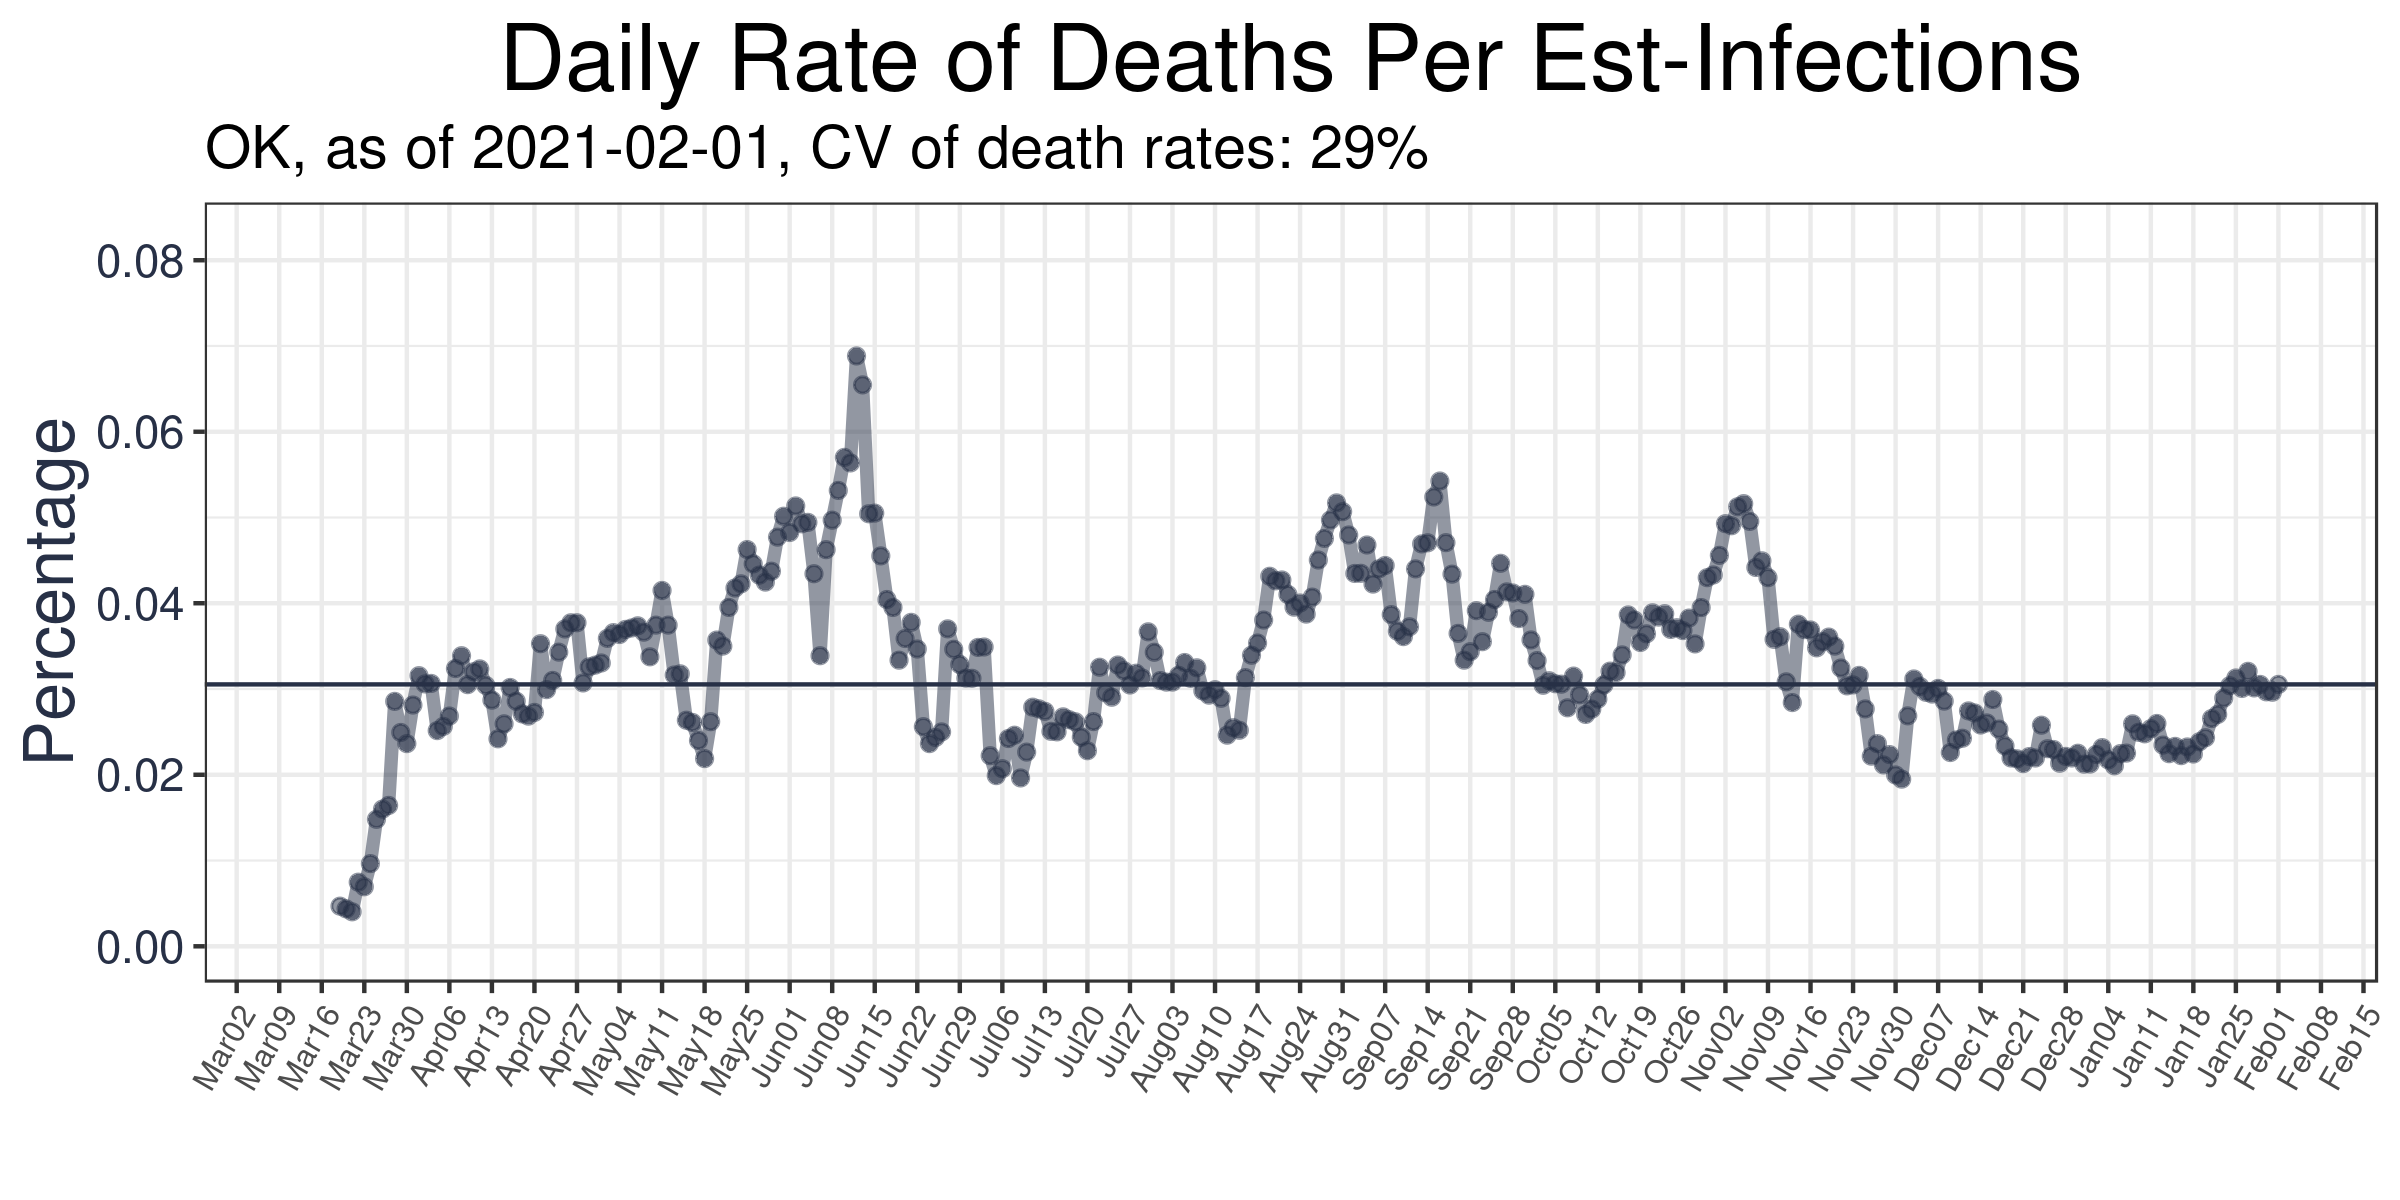 Daily Rate of Deaths Per Est-Infections
OK, as of 2021-02-01, CV of death rates: 29%
Percentage
0.08
0.06
0.04
0.02
0.00
Mar02
Mar09
Mar16
Mar23
Mar30
Apr06
Apr13
Apr20
Apr27
May04
May11
May18
May25
Jun01
Jun08
Jun15
Jun22
Jun29
Jul06
Jul13
Jul20
Jul27
Aug03
Aug10
Aug17
Aug24
Aug31
Sep07
Sep14
Sep21
Sep28
Oct05
Oct12
Oct19
Oct26
Nov02
Nov09
Nov16
Nov23
Nov30
Dec07
Dec14
Dec21
Dec28
Jan04
Jan11
Jan18
Jan25
Feb01
Feb08
Feb15